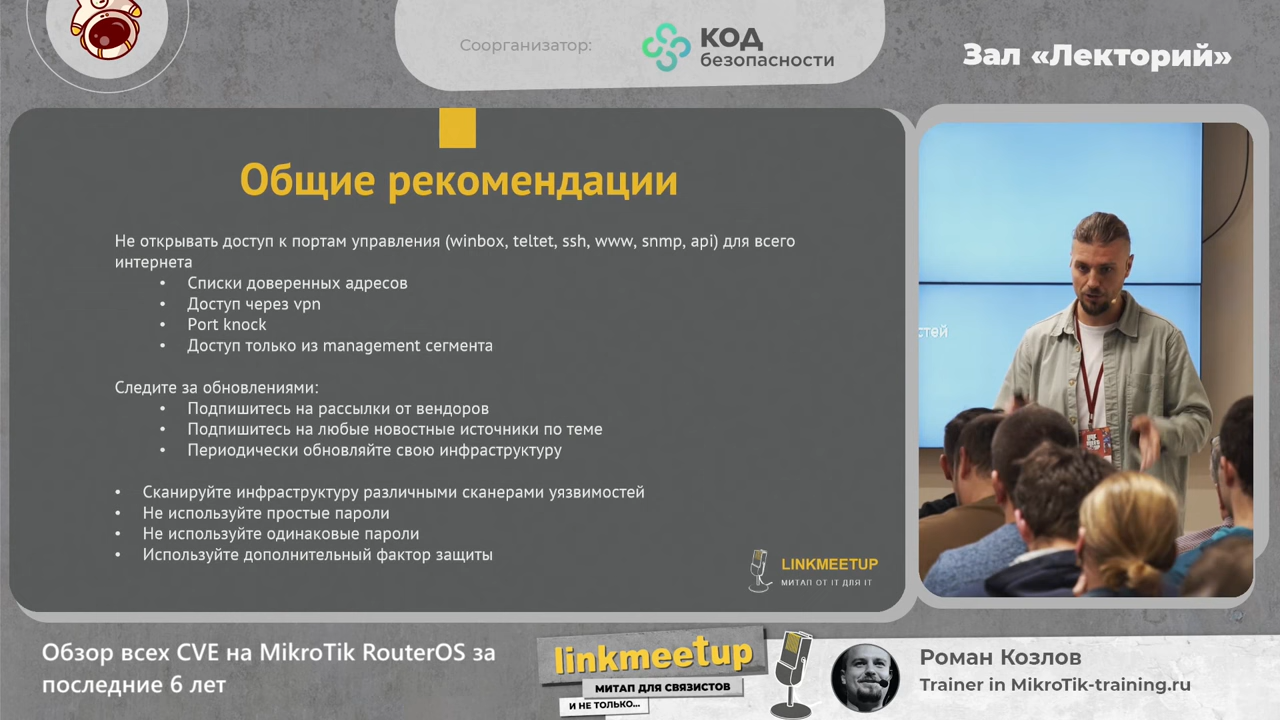 Соорганизатор:
КОД
безопасности
Зал «Лекторий»
Общие рекомендации
Не открывать доступ к портам управления (winbox, teltet, ssh, www, snmp, api) для всего
интернета
• Списки доверенных адресов
• Доступ через vpn
• Port knock
• Доступ только из management сегмента
Следите за обновлениями:
• Подпишитесь на рассылки от вендоров
• Подпишитесь на любые новостные источники по теме
• Периодически обновляйте свою инфраструктуру
• Сканируйте инфраструктуру различными сканерами уязвимостей
• Не используйте простые пароли
• Не используйте одинаковые пароли
• Используйте дополнительный фактор защиты
LINKMEETUP
МИТАП ОТ IT ДЛЯ IT
стей
Обзор всех CVE на MikroTik RouterOS за
последние 6 лет
linkmeetup
МИТАП ДЛЯ СВЯЗИСТОВ
И НЕ ТОЛЬКО...
Роман Козлов
Trainer in MikroTik-training.ru